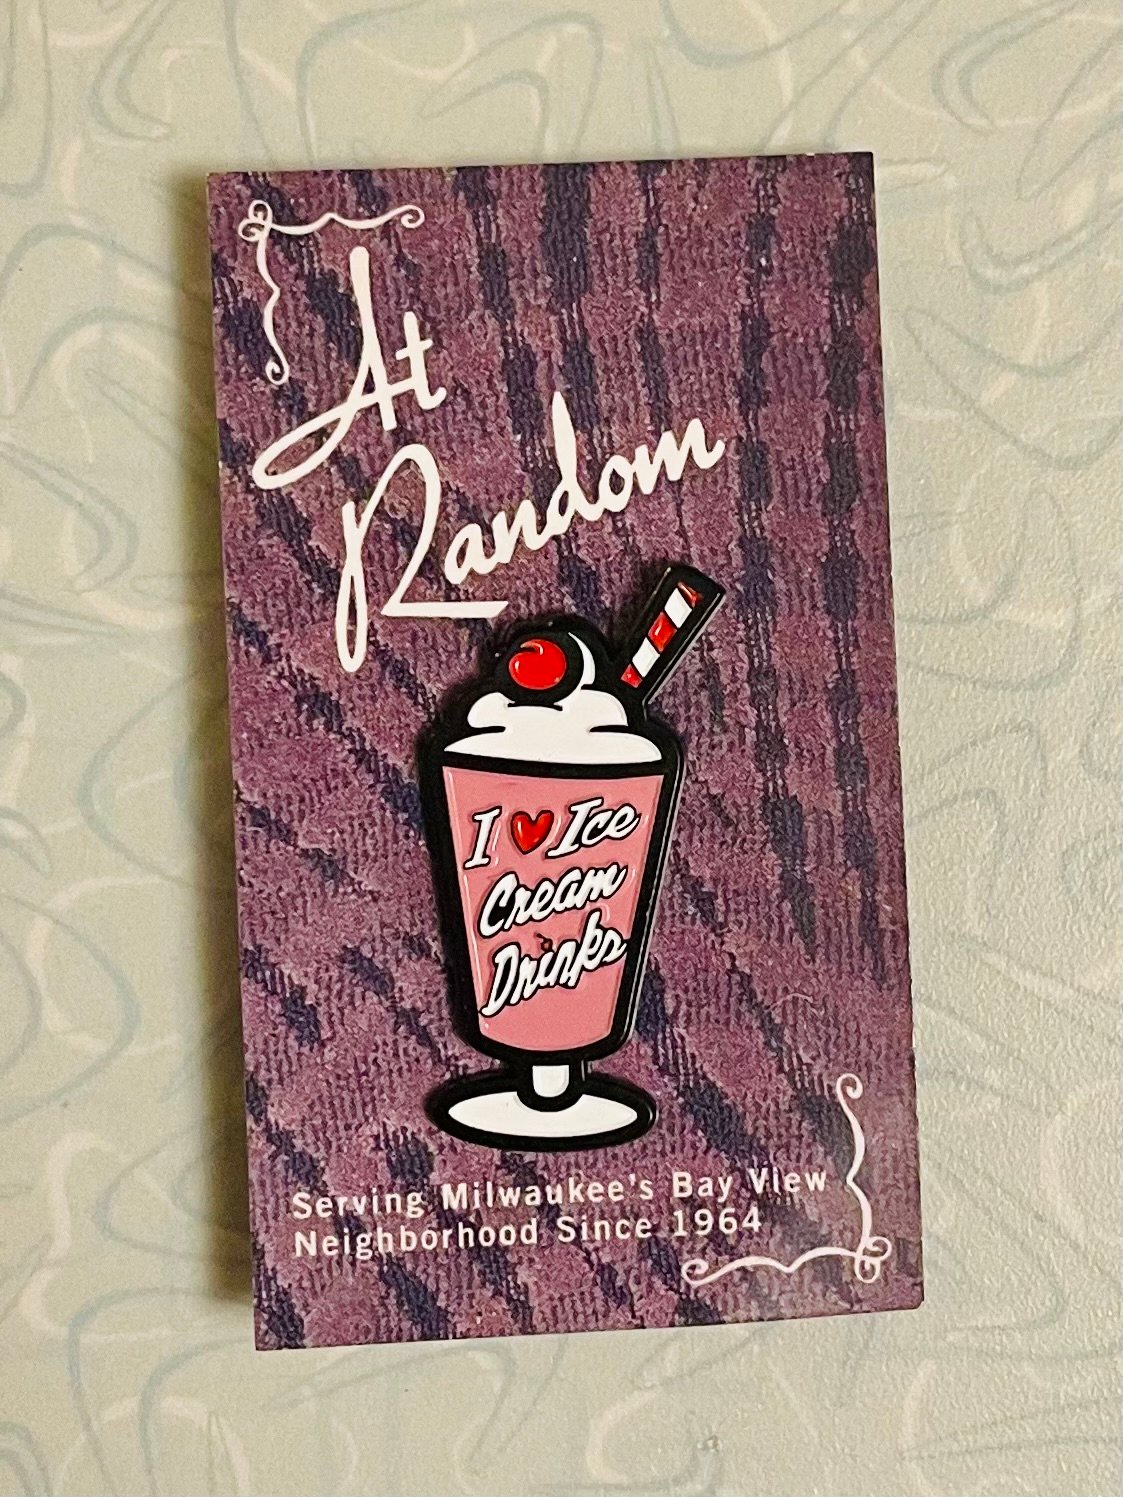 At
Random
I ♥ Ice
Cream
Drinks
Serving Milwaukee's Bay View
Neighborhood Since 1964